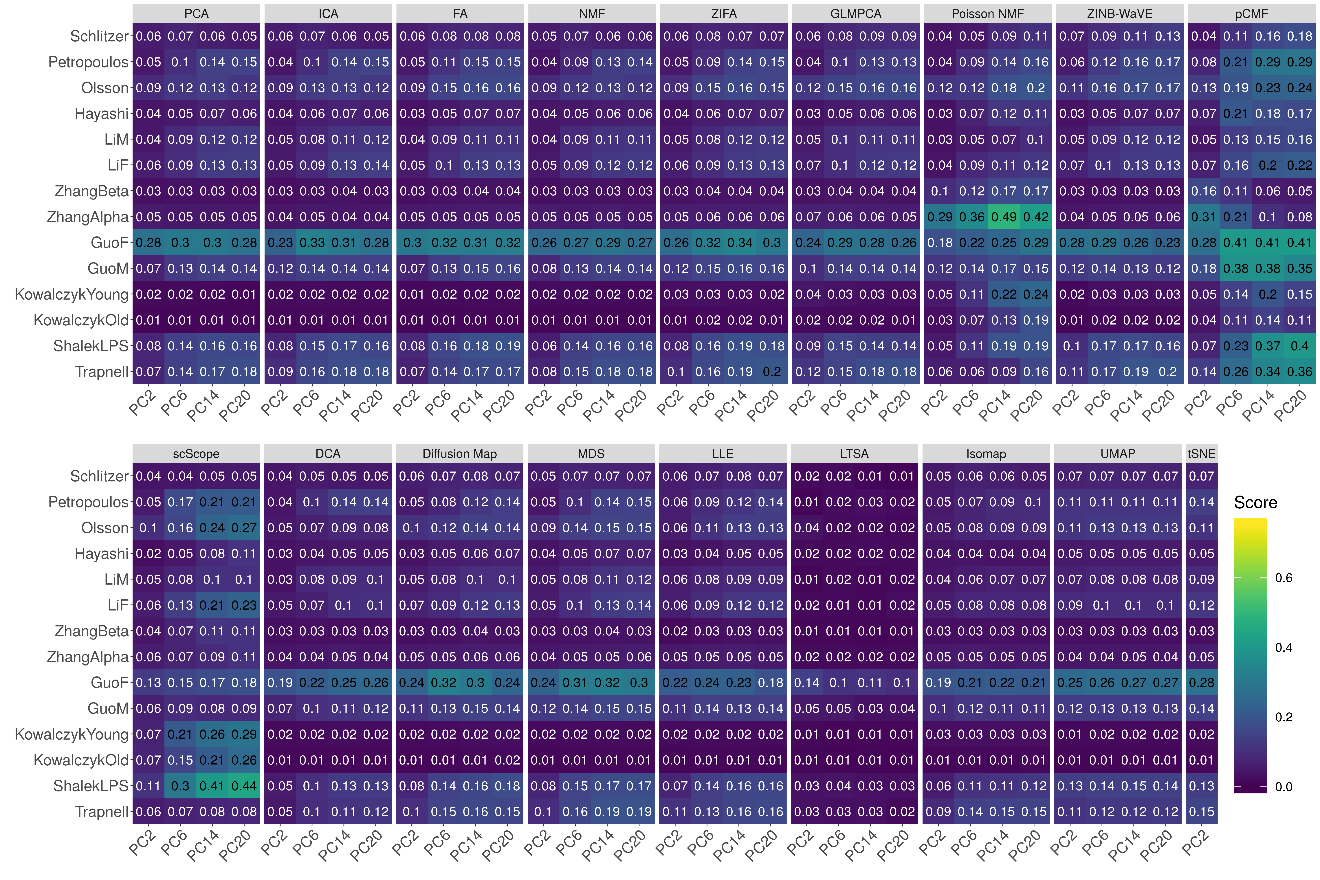 PCA ICA FA NMF ZIFA GLMPCA Poisson NMF ZINB-WaVE pCMF
Schlitzer 0.06 0.07 0.06 0.05 0.06 0.07 0.06 0.05 0.06 0.08 0.08 0.08 0.05 0.07 0.06 0.06 0.06 0.08 0.07 0.07 0.06 0.08 0.09 0.09 0.04 0.05 0.09 0.11 0.07 0.09 0.11 0.13 0.04 0.11 0.16 0.18
Petropoulos 0.05 0.1 0.14 0.15 0.04 0.1 0.14 0.15 0.05 0.11 0.15 0.15 0.04 0.09 0.13 0.14 0.05 0.09 0.14 0.15 0.04 0.1 0.13 0.13 0.04 0.09 0.14 0.16 0.06 0.12 0.16 0.17 0.08 0.21 0.29 0.29
Olsson 0.09 0.12 0.13 0.12 0.09 0.13 0.13 0.12 0.09 0.15 0.16 0.16 0.09 0.12 0.13 0.12 0.09 0.15 0.16 0.15 0.12 0.15 0.16 0.16 0.12 0.12 0.18 0.2 0.11 0.16 0.17 0.17 0.13 0.19 0.23 0.24
Hayashi 0.04 0.05 0.07 0.06 0.04 0.06 0.07 0.06 0.03 0.05 0.07 0.07 0.04 0.05 0.06 0.06 0.03 0.06 0.07 0.07 0.04 0.06 0.07 0.07 0.05 0.07 0.12 0.11 0.03 0.05 0.07 0.07 0.06 0.21 0.18 0.17
LiM 0.04 0.09 0.12 0.12 0.05 0.08 0.11 0.12 0.04 0.09 0.11 0.11 0.05 0.09 0.11 0.12 0.05 0.08 0.12 0.12 0.05 0.1 0.11 0.11 0.03 0.05 0.07 0.1 0.05 0.09 0.12 0.12 0.05 0.13 0.15 0.16
LiF 0.06 0.09 0.13 0.13 0.05 0.09 0.13 0.14 0.05 0.1 0.13 0.13 0.05 0.09 0.12 0.12 0.06 0.09 0.13 0.13 0.07 0.1 0.12 0.12 0.04 0.09 0.11 0.12 0.07 0.1 0.13 0.13 0.07 0.16 0.2 0.22
ZhangBeta 0.03 0.03 0.03 0.03 0.03 0.03 0.04 0.03 0.03 0.03 0.04 0.04 0.03 0.03 0.03 0.03 0.03 0.04 0.04 0.03 0.03 0.04 0.04 0.04 0.1 0.12 0.17 0.17 0.03 0.03 0.03 0.03 0.16 0.11 0.06 0.05
ZhangAlpha 0.05 0.05 0.05 0.05 0.05 0.05 0.04 0.04 0.05 0.05 0.05 0.05 0.05 0.05 0.05 0.05 0.05 0.06 0.06 0.05 0.07 0.06 0.06 0.05 0.29 0.36 0.49 0.42 0.04 0.05 0.05 0.06 0.31 0.21 0.1 0.08
GuoF 0.28 0.3 0.3 0.28 0.23 0.33 0.31 0.28 0.3 0.32 0.31 0.32 0.26 0.27 0.29 0.27 0.26 0.32 0.34 0.3 0.24 0.29 0.28 0.26 0.18 0.22 0.25 0.29 0.28 0.29 0.26 0.23 0.28 0.41 0.41 0.41
GuoM 0.07 0.13 0.14 0.14 0.12 0.14 0.14 0.14 0.07 0.13 0.15 0.16 0.08 0.13 0.14 0.14 0.12 0.15 0.16 0.16 0.1 0.14 0.14 0.14 0.12 0.14 0.17 0.15 0.12 0.14 0.13 0.12 0.18 0.38 0.38 0.35
KowalczykYoung 0.02 0.02 0.02 0.01 0.02 0.02 0.02 0.02 0.01 0.02 0.02 0.02 0.02 0.02 0.02 0.02 0.03 0.03 0.03 0.02 0.04 0.03 0.03 0.03 0.05 0.11 0.22 0.24 0.02 0.03 0.03 0.03 0.05 0.14 0.2 0.15
KowalczykOld 0.01 0.01 0.01 0.01 0.01 0.01 0.01 0.01 0.01 0.01 0.01 0.01 0.01 0.01 0.01 0.01 0.01 0.02 0.02 0.01 0.02 0.02 0.02 0.01 0.03 0.07 0.13 0.19 0.01 0.02 0.02 0.02 0.04 0.11 0.14 0.11
ShalekLPS 0.08 0.14 0.16 0.16 0.08 0.15 0.17 0.16 0.08 0.16 0.18 0.19 0.06 0.14 0.16 0.16 0.08 0.16 0.19 0.18 0.09 0.15 0.14 0.14 0.05 0.11 0.19 0.19 0.1 0.17 0.17 0.16 0.07 0.23 0.37 0.4
Trapnell 0.07 0.14 0.17 0.18 0.09 0.16 0.18 0.18 0.07 0.14 0.17 0.17 0.08 0.15 0.18 0.18 0.1 0.16 0.19 0.2 0.12 0.15 0.18 0.18 0.06 0.06 0.09 0.16 0.11 0.17 0.19 0.2 0.14 0.26 0.34 0.36
PC2 PC6 PC14 PC20 PC2 PC6 PC14 PC20 PC2 PC6 PC14 PC20 PC2 PC6 PC14 PC20 PC2 PC6 PC14 PC20 PC2 PC6 PC14 PC20 PC2 PC6 PC14 PC20 PC2 PC6 PC14 PC20 PC2 PC6 PC14 PC20
scScope DCA Diffusion Map MDS LLE LTSA Isomap UMAP tSNE
Schlitzer 0.04 0.04 0.05 0.05 0.04 0.05 0.05 0.05 0.06 0.07 0.08 0.07 0.05 0.07 0.07 0.07 0.06 0.07 0.08 0.07 0.02 0.02 0.01 0.01 0.05 0.06 0.06 0.05 0.07 0.07 0.07 0.07 0.07
Petropoulos 0.05 0.17 0.21 0.21 0.04 0.1 0.14 0.14 0.05 0.08 0.12 0.14 0.05 0.1 0.14 0.15 0.06 0.09 0.12 0.14 0.01 0.02 0.03 0.02 0.05 0.07 0.09 0.1 0.11 0.11 0.11 0.11 0.14
Olsson 0.1 0.16 0.24 0.27 0.05 0.07 0.09 0.08 0.1 0.12 0.14 0.14 0.09 0.14 0.15 0.15 0.06 0.11 0.13 0.13 0.04 0.02 0.02 0.02 0.05 0.08 0.09 0.09 0.11 0.13 0.13 0.13 0.11
Hayashi 0.02 0.05 0.08 0.11 0.03 0.04 0.05 0.05 0.03 0.05 0.06 0.07 0.04 0.05 0.07 0.07 0.03 0.04 0.05 0.05 0.02 0.02 0.02 0.02 0.04 0.04 0.04 0.04 0.05 0.05 0.05 0.05 0.05
LiM 0.05 0.08 0.1 0.1 0.03 0.08 0.09 0.1 0.05 0.08 0.1 0.1 0.05 0.08 0.11 0.12 0.06 0.08 0.09 0.09 0.01 0.02 0.01 0.02 0.04 0.06 0.07 0.07 0.07 0.08 0.08 0.08 0.09
LiF 0.06 0.13 0.21 0.23 0.05 0.07 0.1 0.1 0.07 0.09 0.12 0.13 0.05 0.1 0.13 0.14 0.06 0.09 0.12 0.12 0.02 0.01 0.01 0.02 0.05 0.08 0.08 0.08 0.09 0.1 0.1 0.1 0.12
ZhangBeta 0.04 0.07 0.11 0.11 0.03 0.03 0.03 0.03 0.03 0.03 0.04 0.03 0.03 0.03 0.04 0.03 0.02 0.03 0.03 0.03 0.01 0.01 0.01 0.01 0.03 0.03 0.03 0.03 0.03 0.03 0.03 0.03 0.03
ZhangAlpha 0.06 0.07 0.09 0.11 0.04 0.04 0.05 0.04 0.05 0.05 0.06 0.06 0.04 0.05 0.05 0.06 0.05 0.05 0.05 0.05 0.02 0.02 0.02 0.02 0.05 0.05 0.05 0.05 0.04 0.05 0.04 0.05 0.05
GuoF 0.13 0.15 0.17 0.18 0.19 0.22 0.25 0.26 0.24 0.32 0.3 0.24 0.24 0.31 0.32 0.3 0.22 0.24 0.23 0.18 0.14 0.1 0.11 0.1 0.19 0.21 0.22 0.21 0.25 0.26 0.27 0.27 0.28
GuoM 0.06 0.09 0.08 0.09 0.07 0.1 0.11 0.12 0.11 0.13 0.15 0.14 0.12 0.14 0.15 0.15 0.11 0.14 0.13 0.14 0.05 0.05 0.03 0.04 0.1 0.12 0.11 0.11 0.12 0.13 0.13 0.13 0.14
KowalczykYoung 0.07 0.21 0.26 0.29 0.02 0.02 0.02 0.02 0.02 0.02 0.02 0.02 0.02 0.02 0.02 0.02 0.02 0.02 0.02 0.02 0.01 0.01 0.01 0.01 0.03 0.03 0.03 0.03 0.01 0.02 0.02 0.02 0.02
KowalczykOld 0.07 0.15 0.21 0.26 0.01 0.01 0.01 0.01 0.01 0.01 0.01 0.02 0.01 0.01 0.01 0.01 0.01 0.01 0.01 0.01 0.01 0.01 0.01 0.01 0.01 0.01 0.01 0.01 0.01 0.01 0.01 0.01 0.01
ShalekLPS 0.11 0.3 0.41 0.44 0.05 0.1 0.13 0.13 0.08 0.14 0.16 0.18 0.08 0.15 0.17 0.17 0.07 0.14 0.16 0.16 0.03 0.04 0.04 0.03 0.06 0.11 0.11 0.12 0.13 0.14 0.12 0.14 0.13
Trapnell 0.06 0.07 0.08 0.08 0.05 0.1 0.11 0.12 0.1 0.15 0.16 0.15 0.1 0.16 0.19 0.19 0.11 0.13 0.16 0.16 0.03 0.03 0.03 0.02 0.09 0.14 0.15 0.15 0.11 0.12 0.12 0.12 0.15
PC2 PC6 PC14 PC20 PC2 PC6 PC14 PC20 PC2 PC6 PC14 PC20 PC2 PC6 PC14 PC20 PC2 PC6 PC14 PC20 PC2 PC6 PC14 PC20 PC2 PC6 PC14 PC20 PC2 PC6 PC14 PC20 PC2
Score
0.6
0.4
0.2
0.0